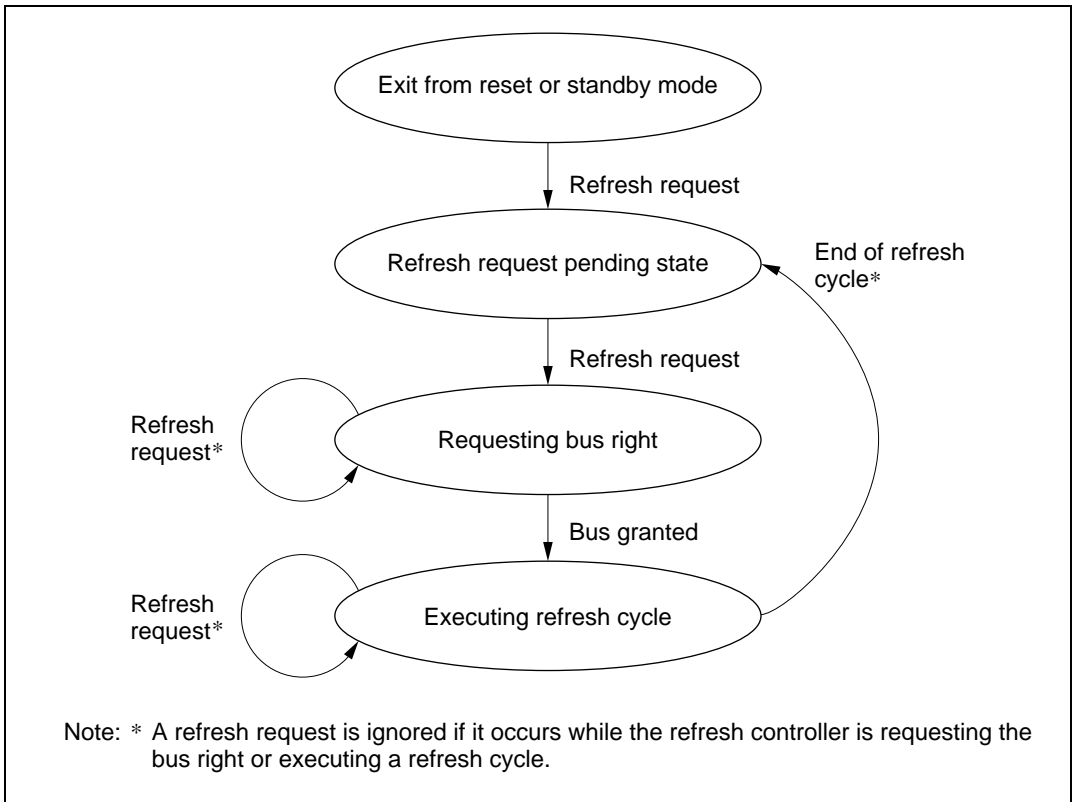 Exit from reset or standby mode
Refresh request
Refresh request pending state
End of refresh
cycle*
Refresh request
Refresh
request*
Requesting bus right
Bus granted
Refresh
request*
Executing refresh cycle
Note: * A refresh request is ignored if it occurs while the refresh controller is requesting the
bus right or executing a refresh cycle.